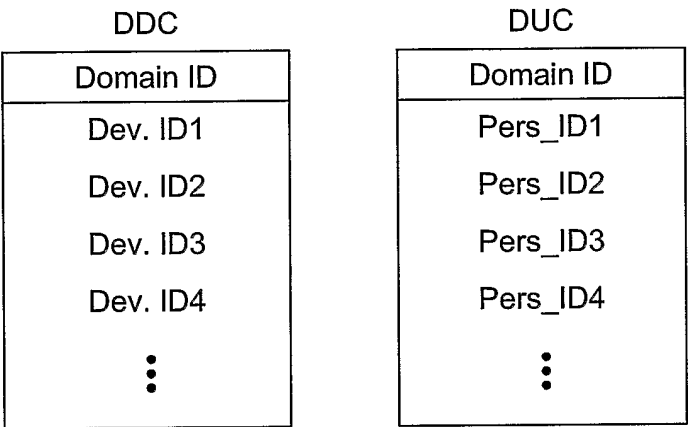 DDC
Domain ID
Dev. ID1
Dev. ID2
Dev. ID3
Dev. ID4
DUC
Domain ID
Pers_ID1
Pers_ID2
Pers_ID3
Pers_ID4